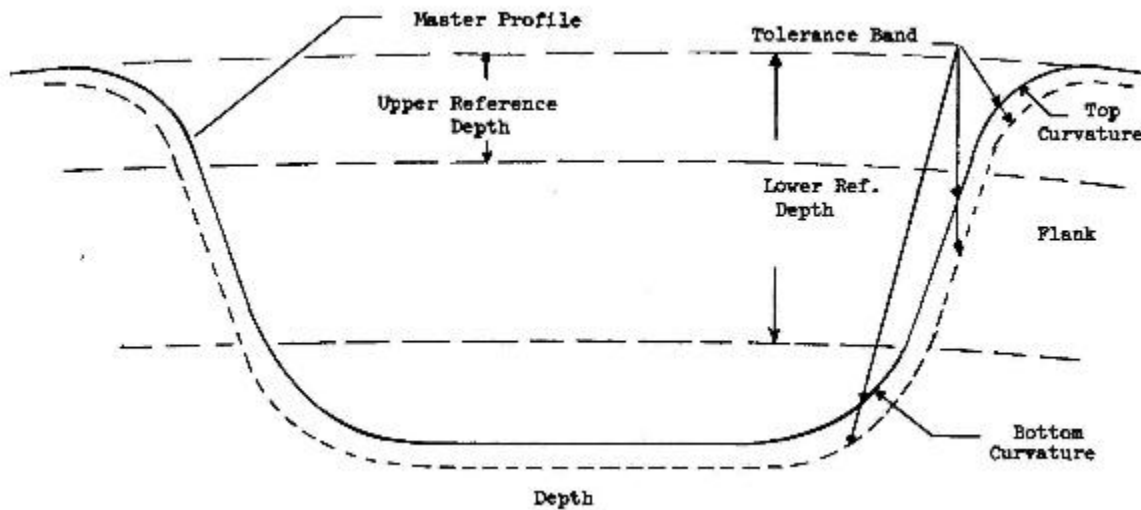 Master Profile
Tolerance Band
Upper Reference
Depth
Top
Curvature
Lower Ref.
Depth
Flank
Bottom
Curvature
Depth